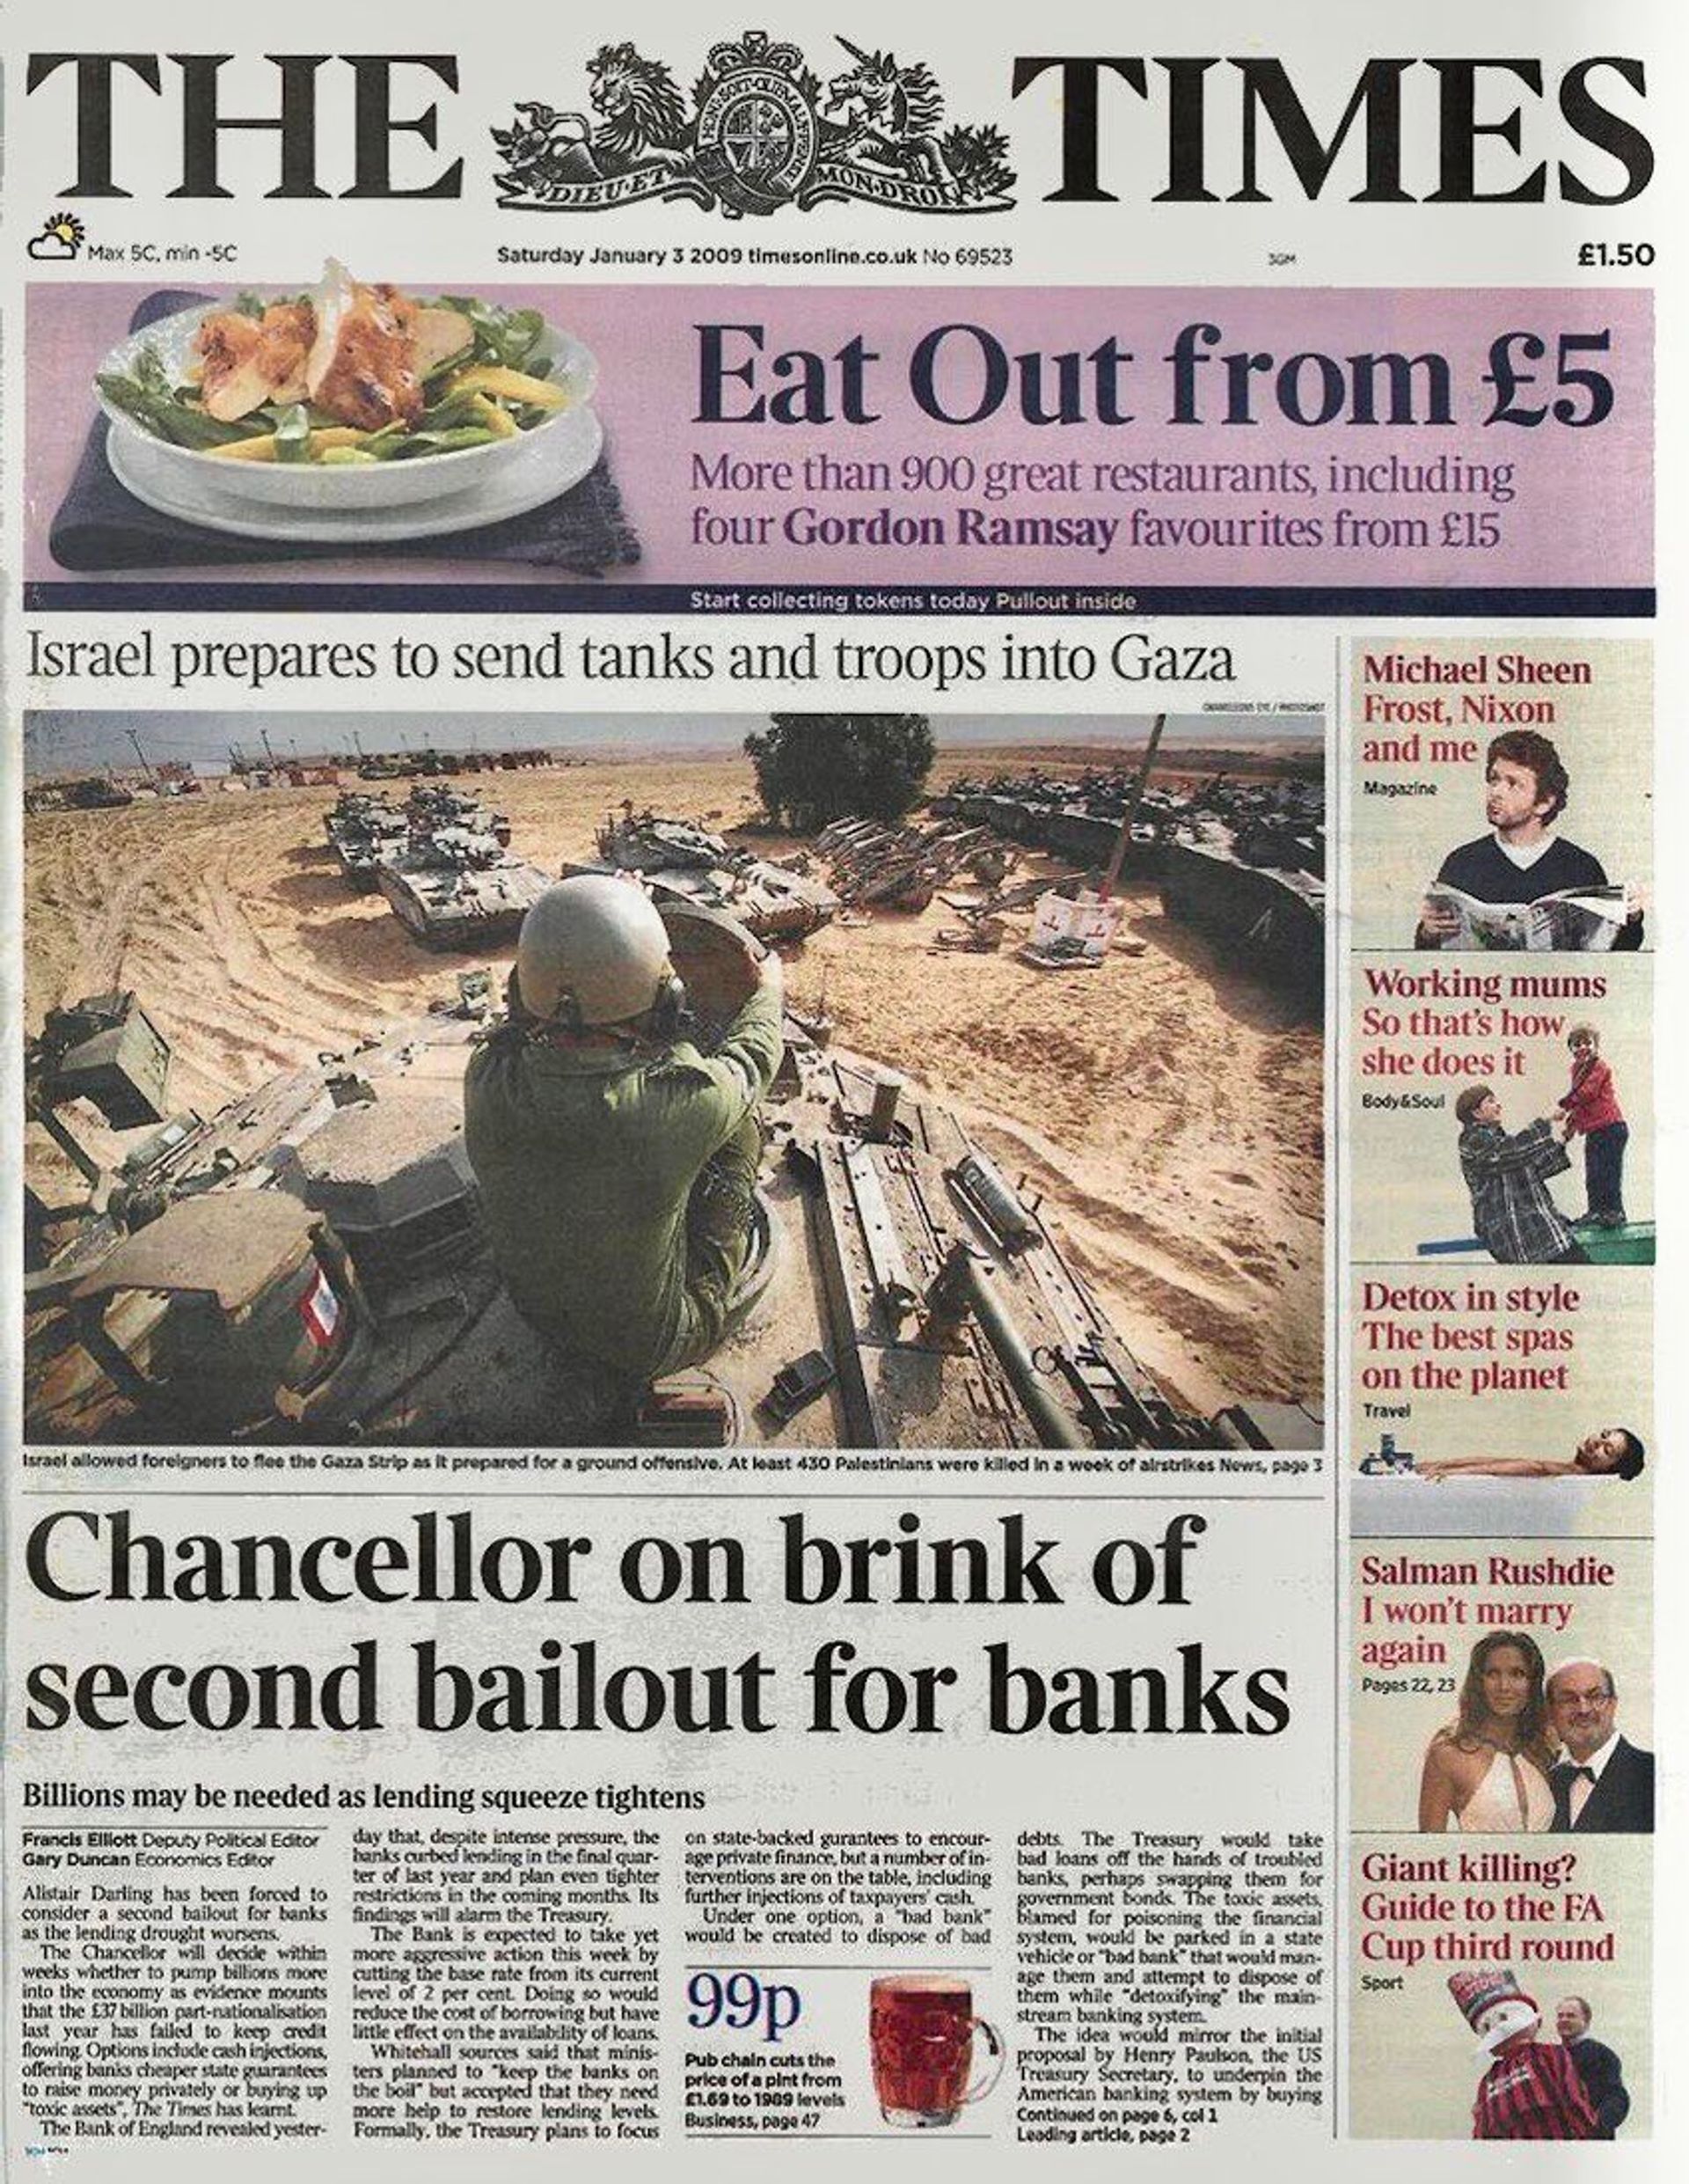 THE TIMES
DIEU·ET MON·DROIT
Max 5C, min -5C
Saturday January 3 2009 timesonline.co.uk No 69523
3GM
£1.50
Eat Out from £5
More than 900 great restaurants, including
four Gordon Ramsay favourites from £15
Start collecting tokens today Pullout inside
Israel prepares to send tanks and troops into Gaza
Israel allowed foreigners to flee the Gaza Strip as it prepared for a ground offensive. At least 430 Palestinians were killed in a week of airstrikes News, page 3
Chancellor on brink of
second bailout for banks
Billions may be needed as lending squeeze tightens
Francis Elliott Deputy Political Editor
Gary Duncan Economics Editor
Alistair Darling has been forced to
consider a second bailout for banks
as the lending drought worsens.
The Chancellor will decide within
weeks whether to pump billions more
into the economy as evidence mounts
that the £37 billion part-nationalisation
last year has failed to keep credit
flowing. Options include cash injections,
offering banks cheaper state guarantees
to raise money privately or buying up
"toxic assets", The Times has learnt.
The Bank of England revealed yester-
day that, despite intense pressure, the
banks curbed lending in the final quar-
ter of last year and plan even tighter
restrictions in the coming months. Its
findings will alarm the Treasury.
The Bank is expected to take yet
more aggressive action this week by
cutting the base rate from its current
level of 2 per cent. Doing so would
reduce the cost of borrowing but have
little effect on the availability of loans.
Whitehall sources said that minis-
ters planned to "keep the banks on
the boil" but accepted that they need
more help to restore lending levels.
Formally, the Treasury plans to focus
on state-backed gurantees to encour-
age private finance, but a number of in-
terventions are on the table, including
further injections of taxpayers' cash.
Under one option, a "bad bank"
would be created to dispose of bad
99p
Pub chain cuts the
price of a pint from
£1.69 to 1989 levels
Business, page 47
debts. The Treasury would take
bad loans off the hands of troubled
banks, perhaps swapping them for
government bonds. The toxic assets,
blamed for poisoning the financial
system, would be parked in a state
vehicle or "bad bank" that would man-
age them and attempt to dispose of
them while "detoxifying" the main-
stream banking system.
The idea would mirror the initial
proposal by Henry Paulson, the US
Treasury Secretary, to underpin the
American banking system by buying
Continued on page 6, col 1
Leading article, page 2
Michael Sheen
Frost, Nixon
and me
Magazine
Working mums
So that's how
she does it
Body&Soul
Detox in style
The best spas
on the planet
Travel
Salman Rushdie
I won't marry
again
Pages 22, 23
Giant killing?
Guide to the FA
Cup third round
Sport